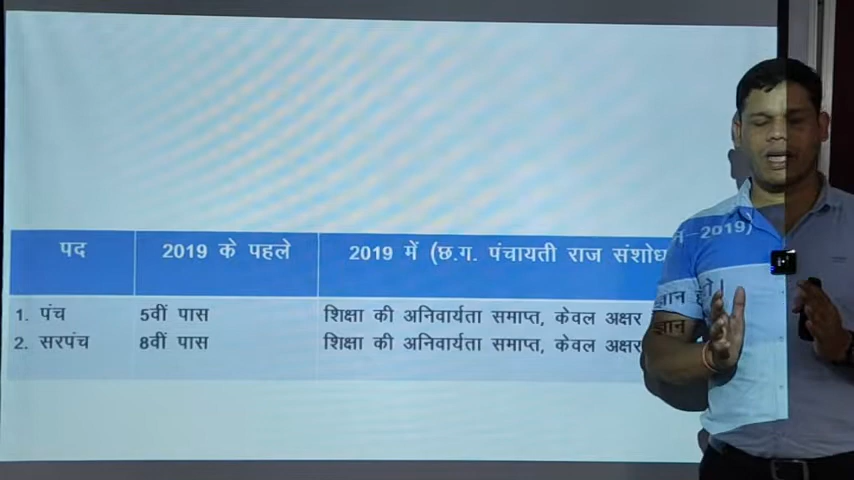 पद 2019 के पहले 2019 में (छ.ग. पंचायती राज संशोध न-2019)
1. पंच 5वीं पास शिक्षा की अनिवार्यता समाप्त, केवल अक्षर ज्ञान हो।
2. सरपंच 8वीं पास शिक्षा की अनिवार्यता समाप्त, केवल अक्षर ज्ञान